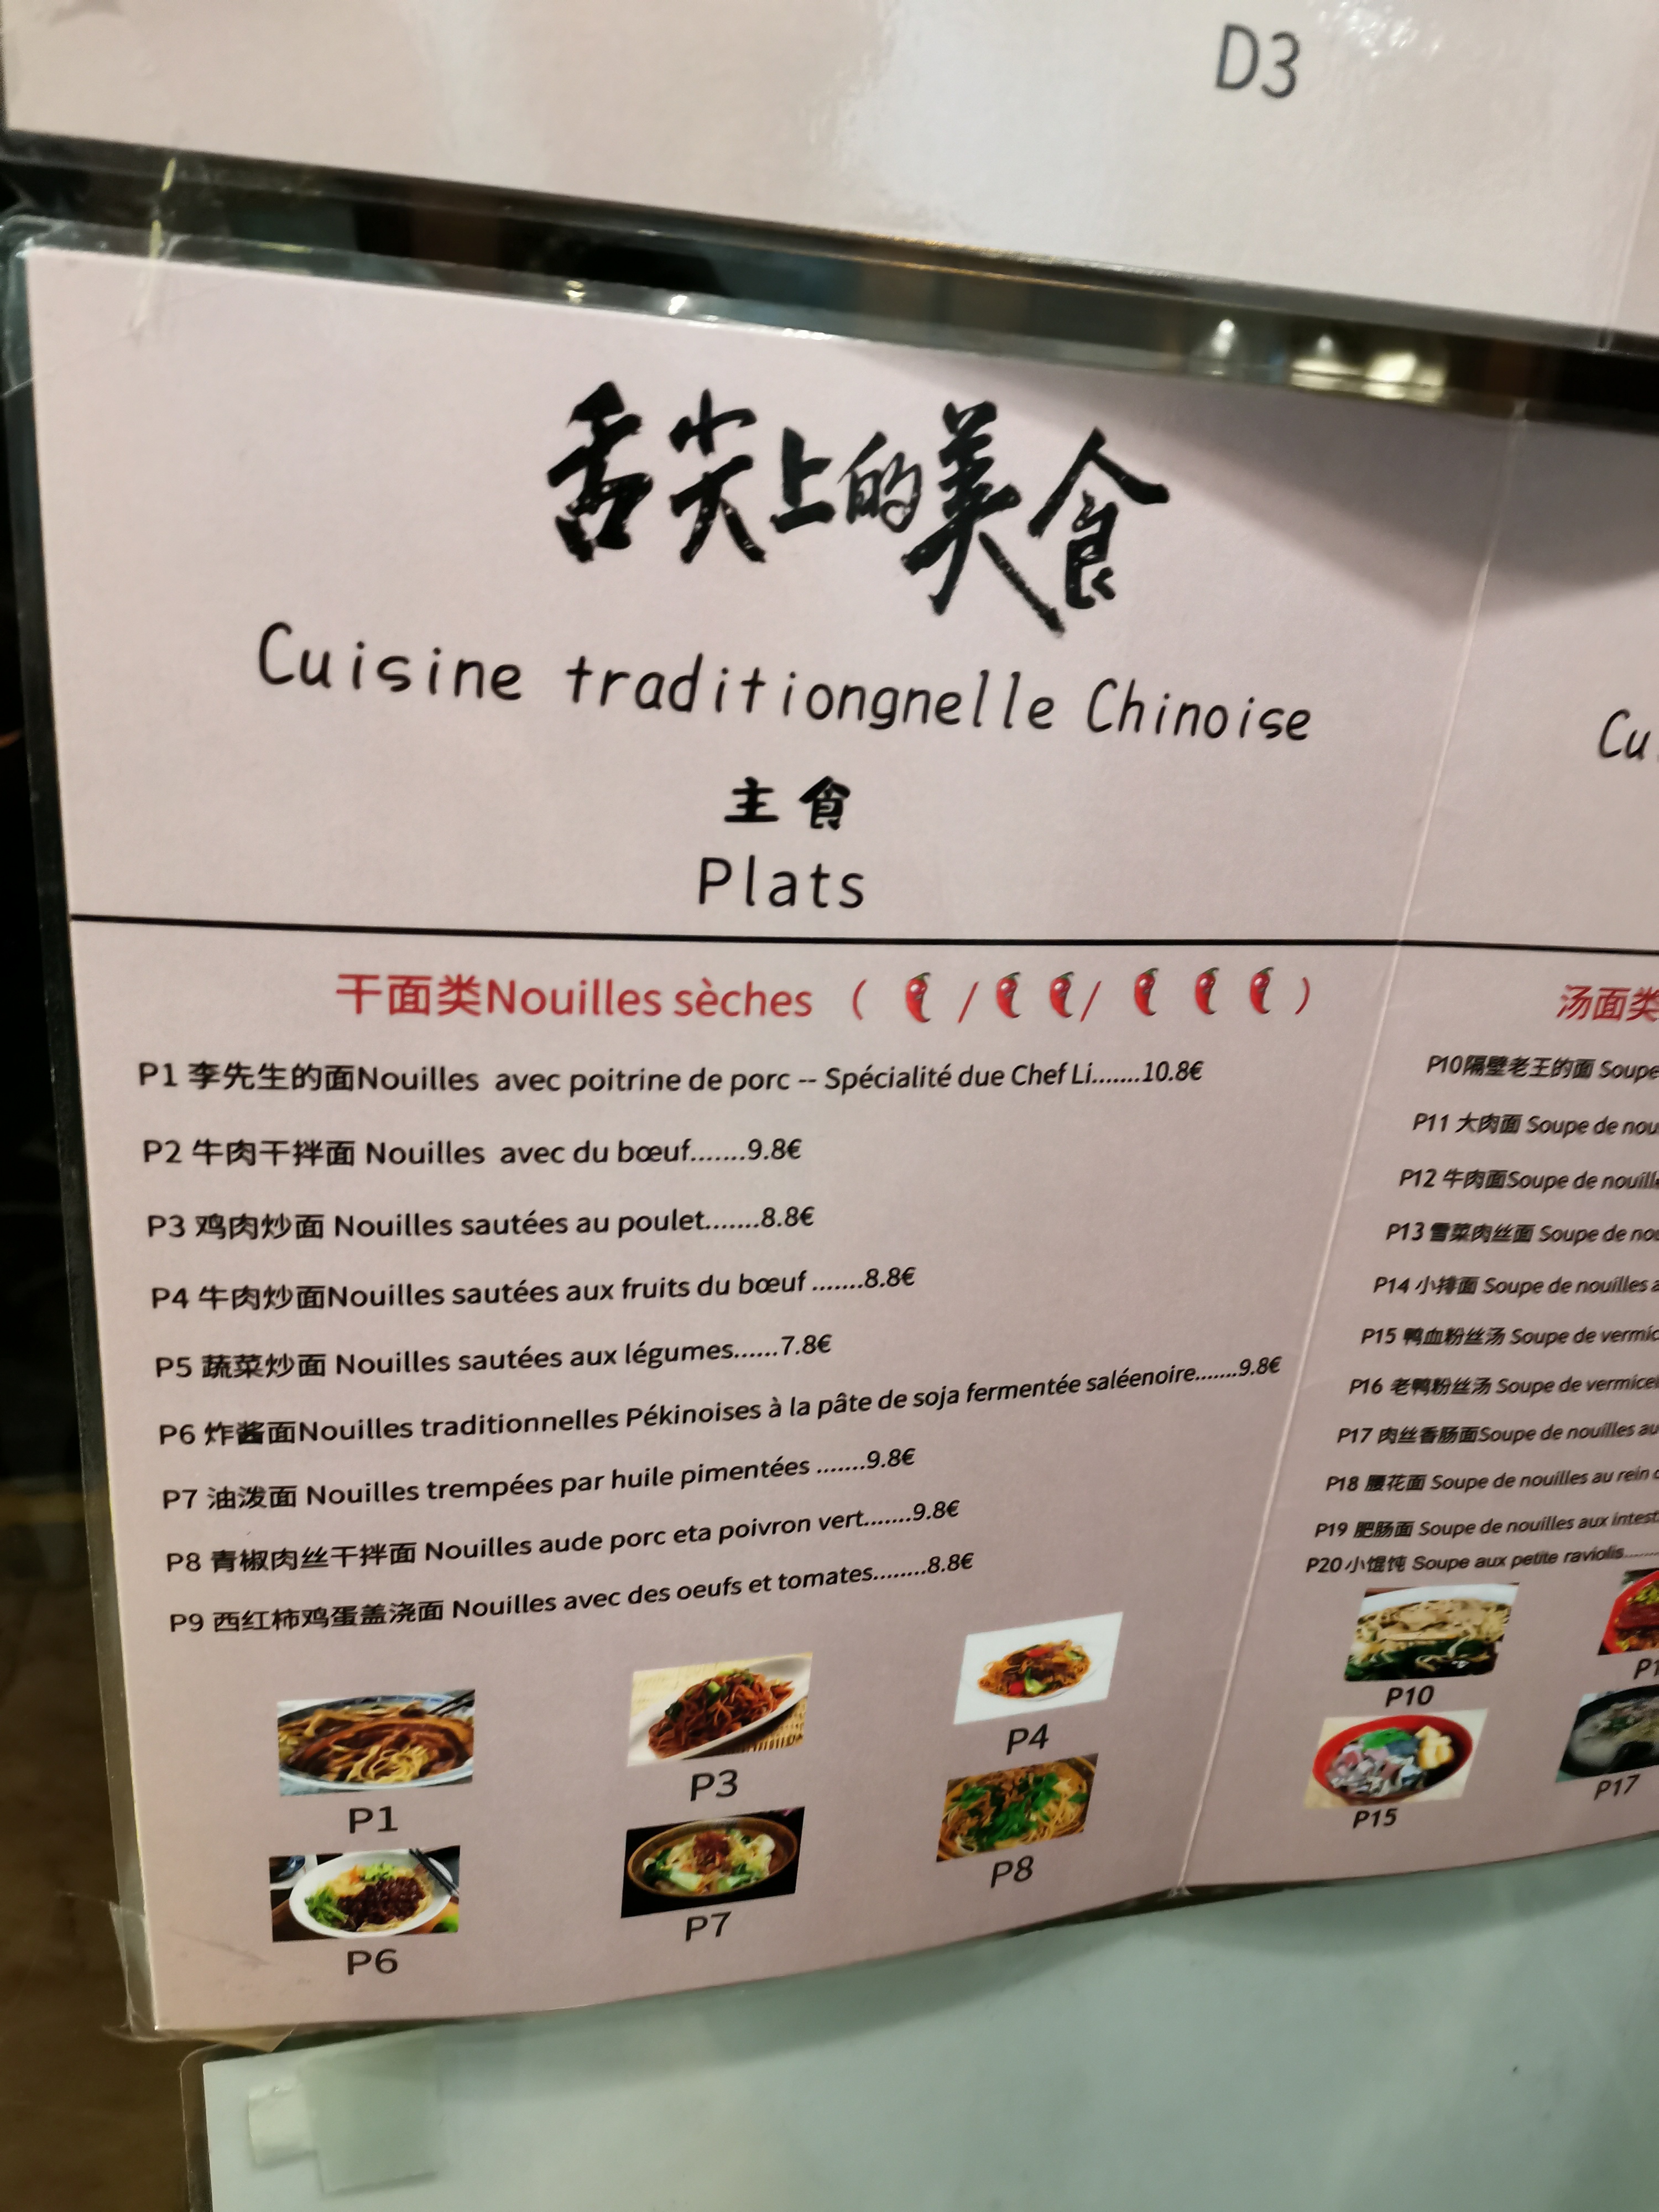 D3
舌尖上的美食
Cuisine traditiongnelle Chinoise
主食
Plats
干面类Nouilles sèches ( / / )
P1 李先生的面Nouilles avec poitrine de porc -- Spécialité due Chef Li.......10.8€
P2 牛肉干拌面 Nouilles avec du bœuf.......9.8€
P3 鸡肉炒面 Nouilles sautées au poulet.......8.8€
P4 牛肉炒面Nouilles sautées aux fruits du bœuf .......8.8€
P5 蔬菜炒面 Nouilles sautées aux légumes......7.8€
P6 炸酱面Nouilles traditionnelles Pékinoises à la pâte de soja fermentée saléenoire.......9.8€
P7 油泼面 Nouilles trempées par huile pimentées .......9.8€
P8 青椒肉丝干拌面 Nouilles aude porc eta poivron vert.......9.8€
P9 西红柿鸡蛋盖浇面 Nouilles avec des oeufs et tomates........8.8€
P1
P3
P4
P6
P7
P8
Cu
汤面类
P10隔壁老王的面 Soupe
P11 大肉面 Soupe de nou
P12 牛肉面Soupe de nouill
P13 雪菜肉丝面 Soupe de nou
P14 小排面 Soupe de nouilles a
P15 鸭血粉丝汤 Soupe de vermic
P16 老鸭粉丝汤 Soupe de vermicel
P17 肉丝香肠面Soupe de nouilles au
P18 腰花面 Soupe de nouilles au rein
P19 肥肠面 Soupe de nouilles aux intest
P20小馄饨 Soupe aux petite raviolis........
P10
P1
P15
P17